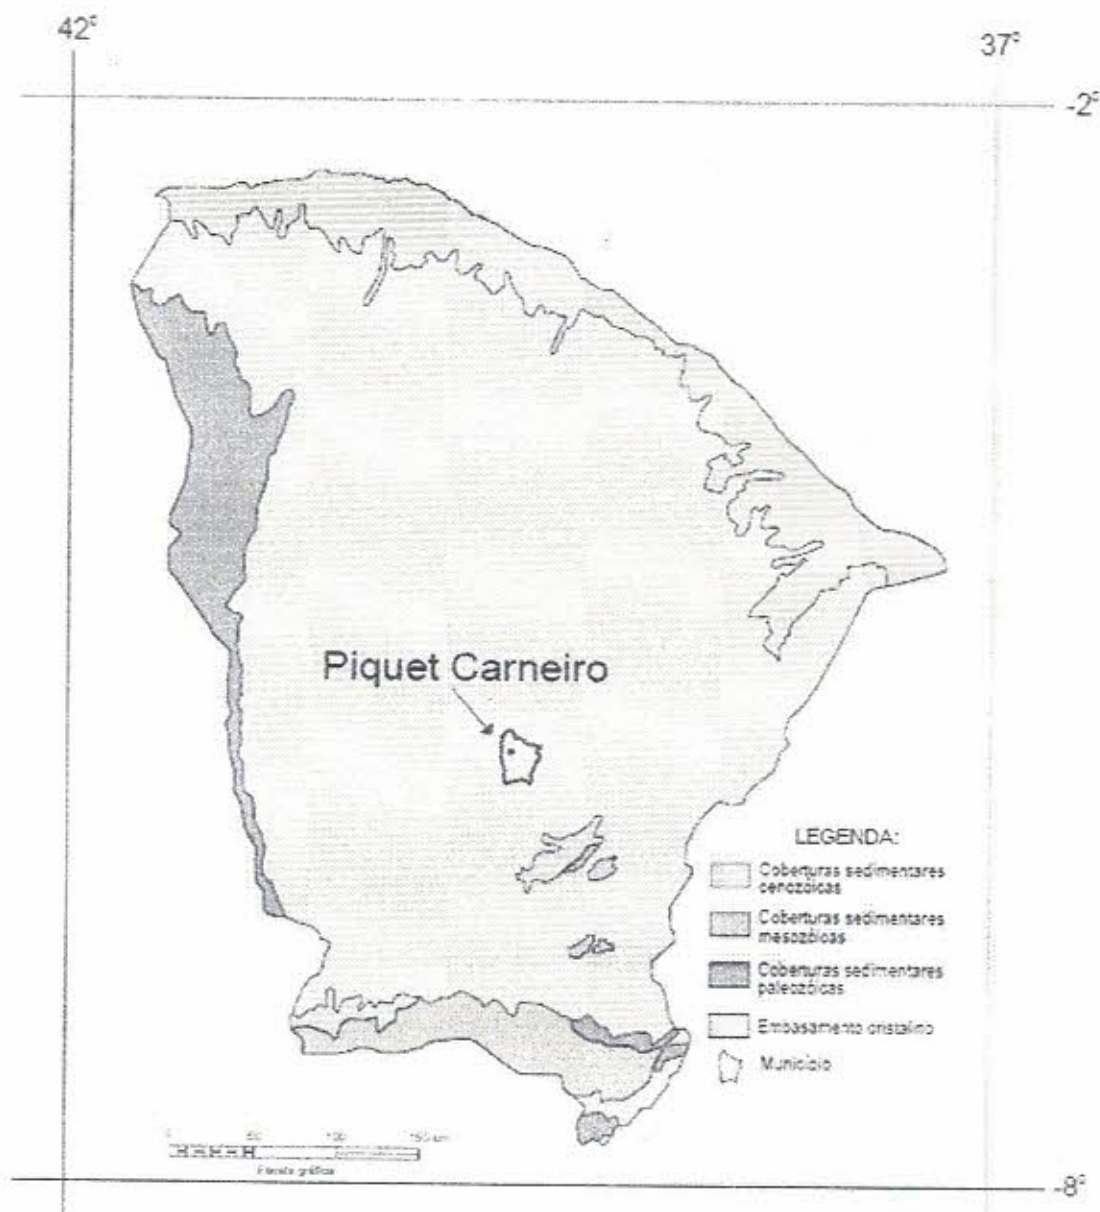 42°
37°
-2°
Piquet Carneiro
LEGENDA:
Coberturas sedimentares
cenozóicas
Coberturas sedimentares
mesozóicas
Coberturas sedimentares
paleozóicas
Embasamento cristalino
Município
0 50 100 150 km
Escala gráfica
-8°